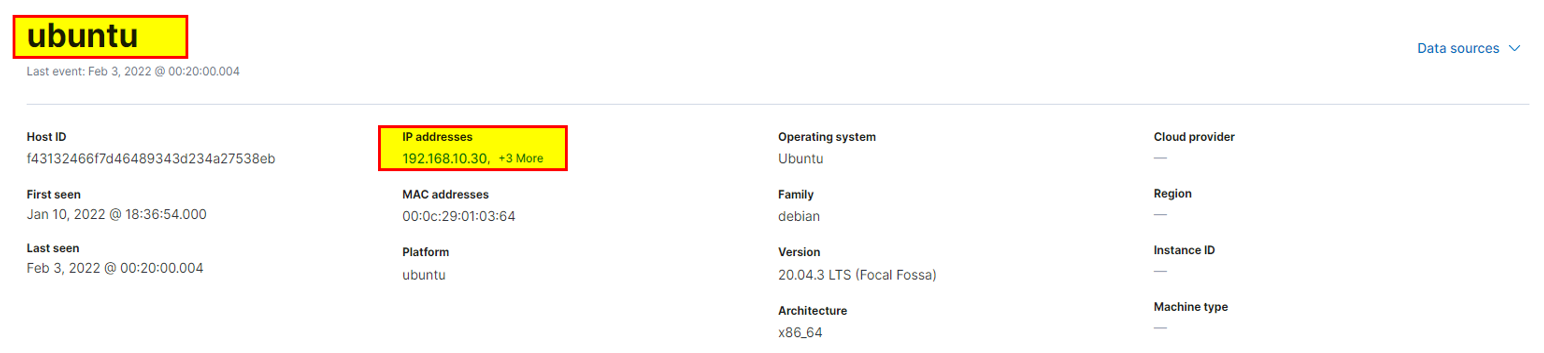 ubuntu
Data sources
Last event: Feb 3, 2022 @ 00:20:00.004
Host ID
f43132466f7d46489343d234a27538eb
First seen
Jan 10, 2022 @ 18:36:54.000
Last seen
Feb 3, 2022 @ 00:20:00.004
IP addresses
192.168.10.30, +3 More
MAC addresses
00:0c:29:01:03:64
Platform
ubuntu
Operating system
Ubuntu
Family
debian
Version
20.04.3 LTS (Focal Fossa)
Architecture
x86_64
Cloud provider
—
Region
—
Instance ID
—
Machine type
—